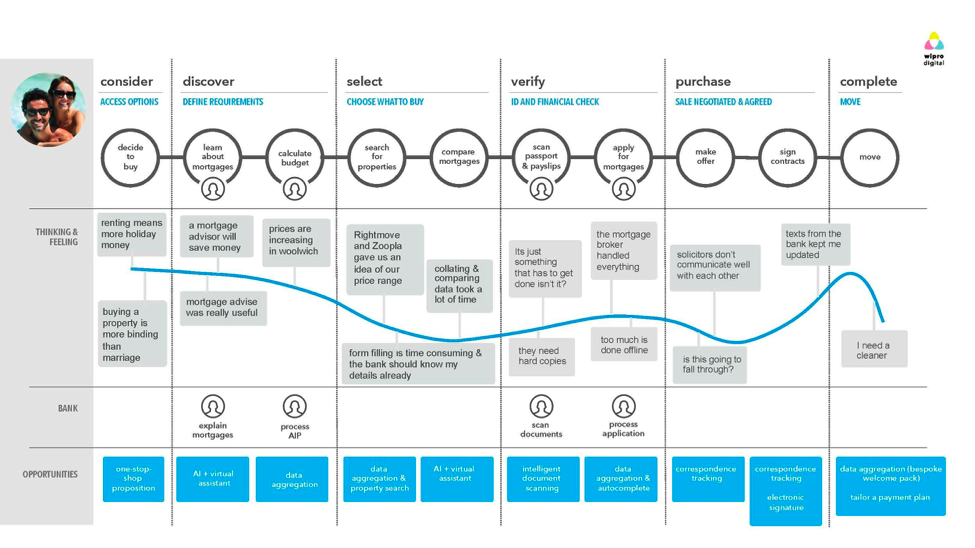 wipro
digital
consider
discover
select
verify
purchase
complete
ACCESS OPTIONS
DEFINE REQUIREMENTS
CHOOSE WHAT TO BUY
ID AND FINANCIAL CHECK
SALE NEGOTIATED & AGREED
MOVE
decide
to
buy
learn
about
mortgages
calculate
budget
search
for
properties
compare
mortgages
scan
passport
& payslips
apply
for
mortgages
make
offer
sign
contracts
move
THINKING &
FEELING
renting means
more holiday
money
buying a
property is
more binding
than
marriage
a mortgage
advisor will
save money
mortgage advise
was really useful
prices are
increasing
in woolwich
Rightmove
and Zoopla
gave us an
idea of our
price range
form filling is time consuming &
the bank should know my
details already
collating &
comparing
data took a
lot of time
Its just
something
that has to get
done isn't it?
they need
hard copies
the mortgage
broker
handled
everything
too much is
done offline
solicitors don't
communicate well
with each other
is this going to
fall through?
texts from the
bank kept me
updated
I need a
cleaner
BANK
explain
mortgages
process
AIP
scan
documents
process
application
OPPORTUNITIES
one-stop-
shop
proposition
AI + virtual
assistant
data
aggregation
data
aggregation &
property search
AI + virtual
assistant
intelligent
document
scanning
data
aggregation &
autocomplete
correspondence
tracking
correspondence
tracking
electronic
signature
data aggregation (bespoke
welcome pack)
tailor a payment plan